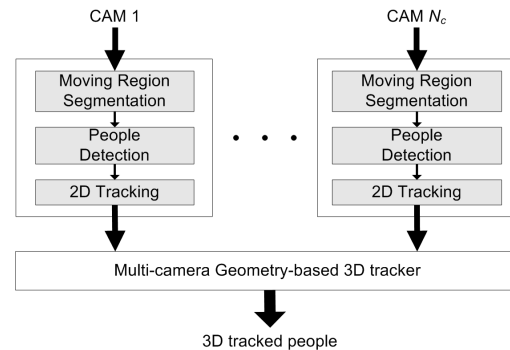 CAM 1
Moving Region
Segmentation
People
Detection
2D Tracking
• • •
CAM Nc
Moving Region
Segmentation
People
Detection
2D Tracking
Multi-camera Geometry-based 3D tracker
3D tracked people